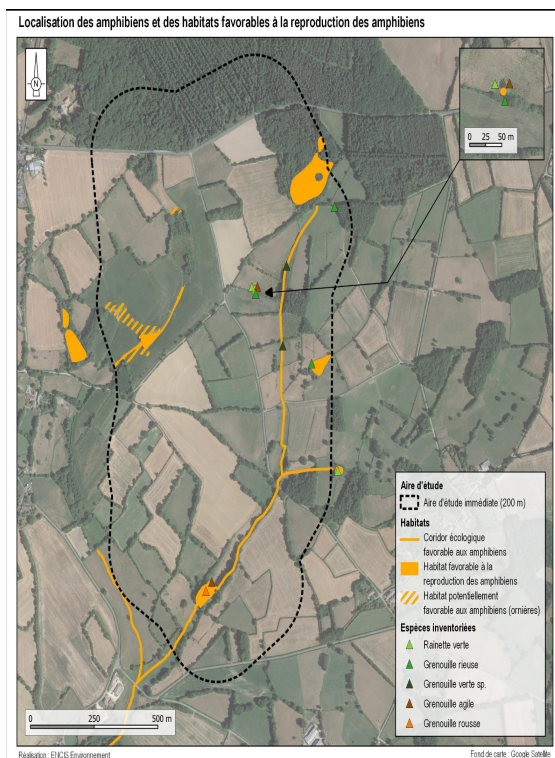 Localisation des amphibiens et des habitats favorables à la reproduction des amphibiens
N
0 25 50 m
Aire d'étude
Aire d'étude immédiate (200 m)
Habitats
Coridor écologique
favorable aux amphibiens
Habitat favorable à la
reproduction des amphibiens
Habitat potentiellement
favorable aux amphibiens (ornières)
Espèces inventoriées
Rainette verte
Grenouille rieuse
Grenouille verte sp.
Grenouille agile
Grenouille rousse
0 250 500 m
Réalisation : ENCIS Environnement
Fond de carte : Google Satellite